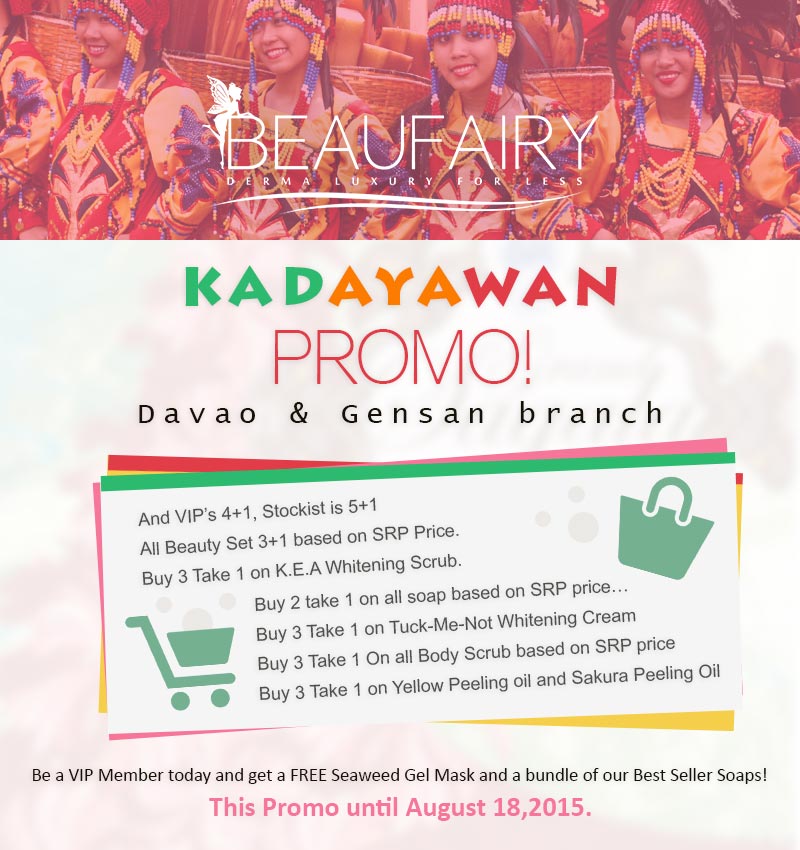 BEAUFAIRY
DERMA LUXURY FOR LESS
KADAYAWAN
PROMO!
Davao & Gensan branch
And VIP's 4+1, Stockist is 5+1
All Beauty Set 3+1 based on SRP Price.
Buy 3 Take 1 on K.E.A Whitening Scrub.
Buy 2 take 1 on all soap based on SRP price…
Buy 3 Take 1 on Tuck-Me-Not Whitening Cream
Buy 3 Take 1 On all Body Scrub based on SRP price
Buy 3 Take 1 on Yellow Peeling oil and Sakura Peeling Oil
Be a VIP Member today and get a FREE Seaweed Gel Mask and a bundle of our Best Seller Soaps!
This Promo until August 18,2015.